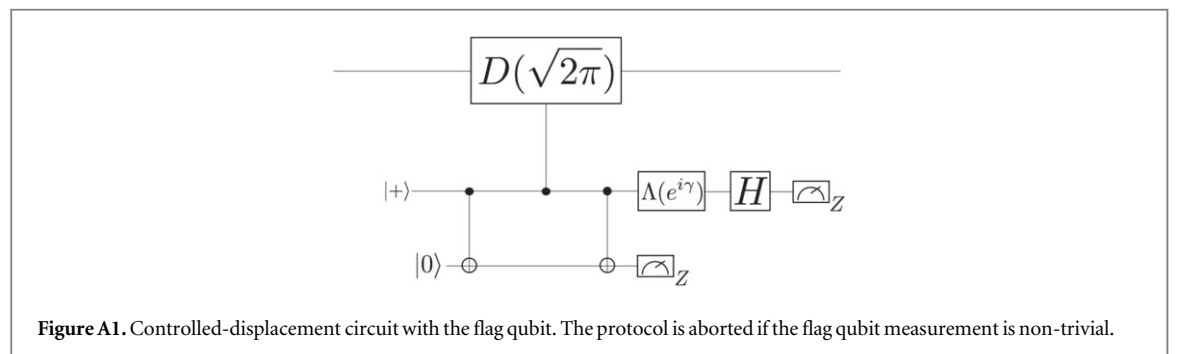 D(√2π)
|+⟩ Λ(e^{iγ}) H Z
|0⟩ Z
Figure A1. Controlled-displacement circuit with the flag qubit. The protocol is aborted if the flag qubit measurement is non-trivial.